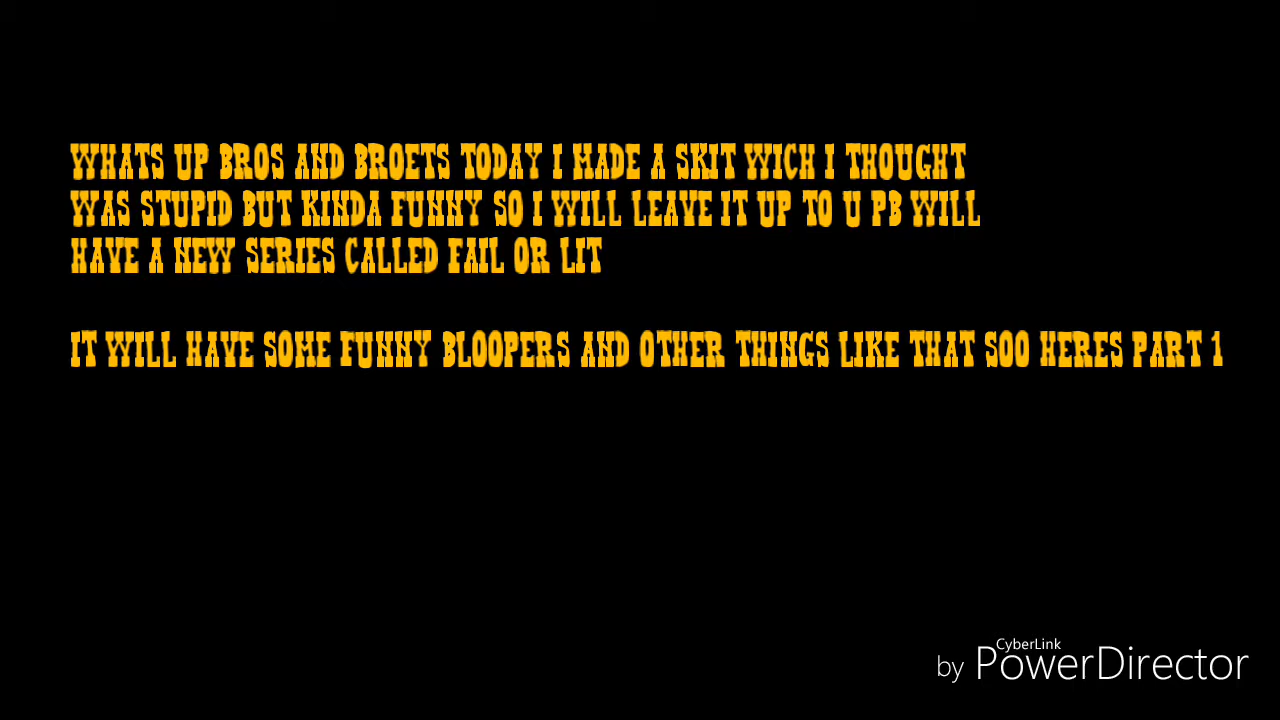 WHATS UP BROS AND BROETS TODAY I MADE A SKIT WICH I THOUGHT
WAS STUPID BUT KINDA FUNNY SO I WILL LEAVE IT UP TO U PB WILL
HAVE A NEW SERIES CALLED FAIL OR LIT
IT WILL HAVE SOME FUNNY BLOOPERS AND OTHER THINGS LIKE THAT SOO HERES PART 1
CyberLink
by PowerDirector